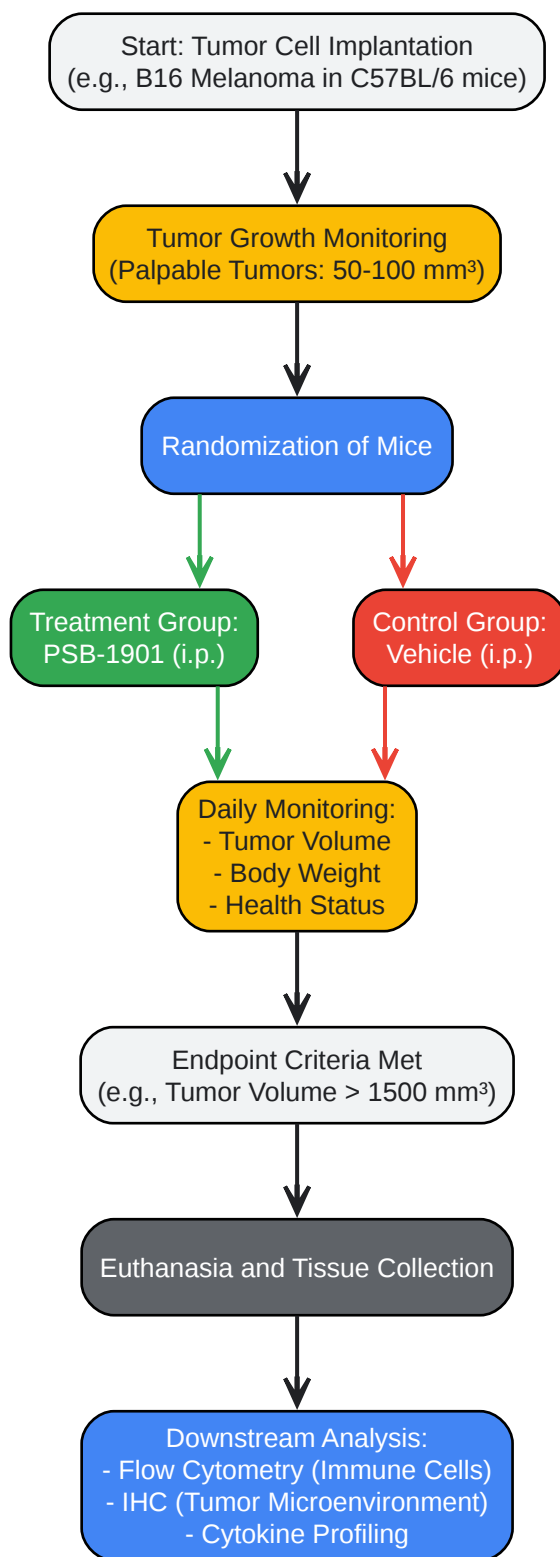 Start: Tumor Cell Implantation
(e.g., B16 Melanoma in C57BL/6 mice)
Tumor Growth Monitoring
(Palpable Tumors: 50-100 mm³)
Randomization of Mice
Treatment Group:
PSB-1901 (i.p.)
Control Group:
Vehicle (i.p.)
Daily Monitoring:
- Tumor Volume
- Body Weight
- Health Status
Endpoint Criteria Met
(e.g., Tumor Volume > 1500 mm³)
Euthanasia and Tissue Collection
Downstream Analysis:
- Flow Cytometry (Immune Cells)
- IHC (Tumor Microenvironment)
- Cytokine Profiling